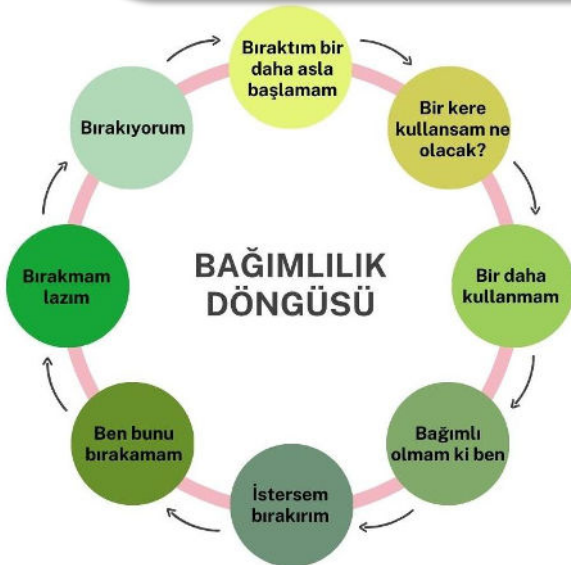 Bıraktım bir
daha asla
başlamam
Bir kere
kullansam ne
olacak?
Bir daha
kullanmam
Bağımlı
olmam ki ben
İstersem
bırakırım
Ben bunu
bırakamam
Bırakmam
lazım
Bırakıyorum
BAĞIMLILIK
DÖNGÜSÜ